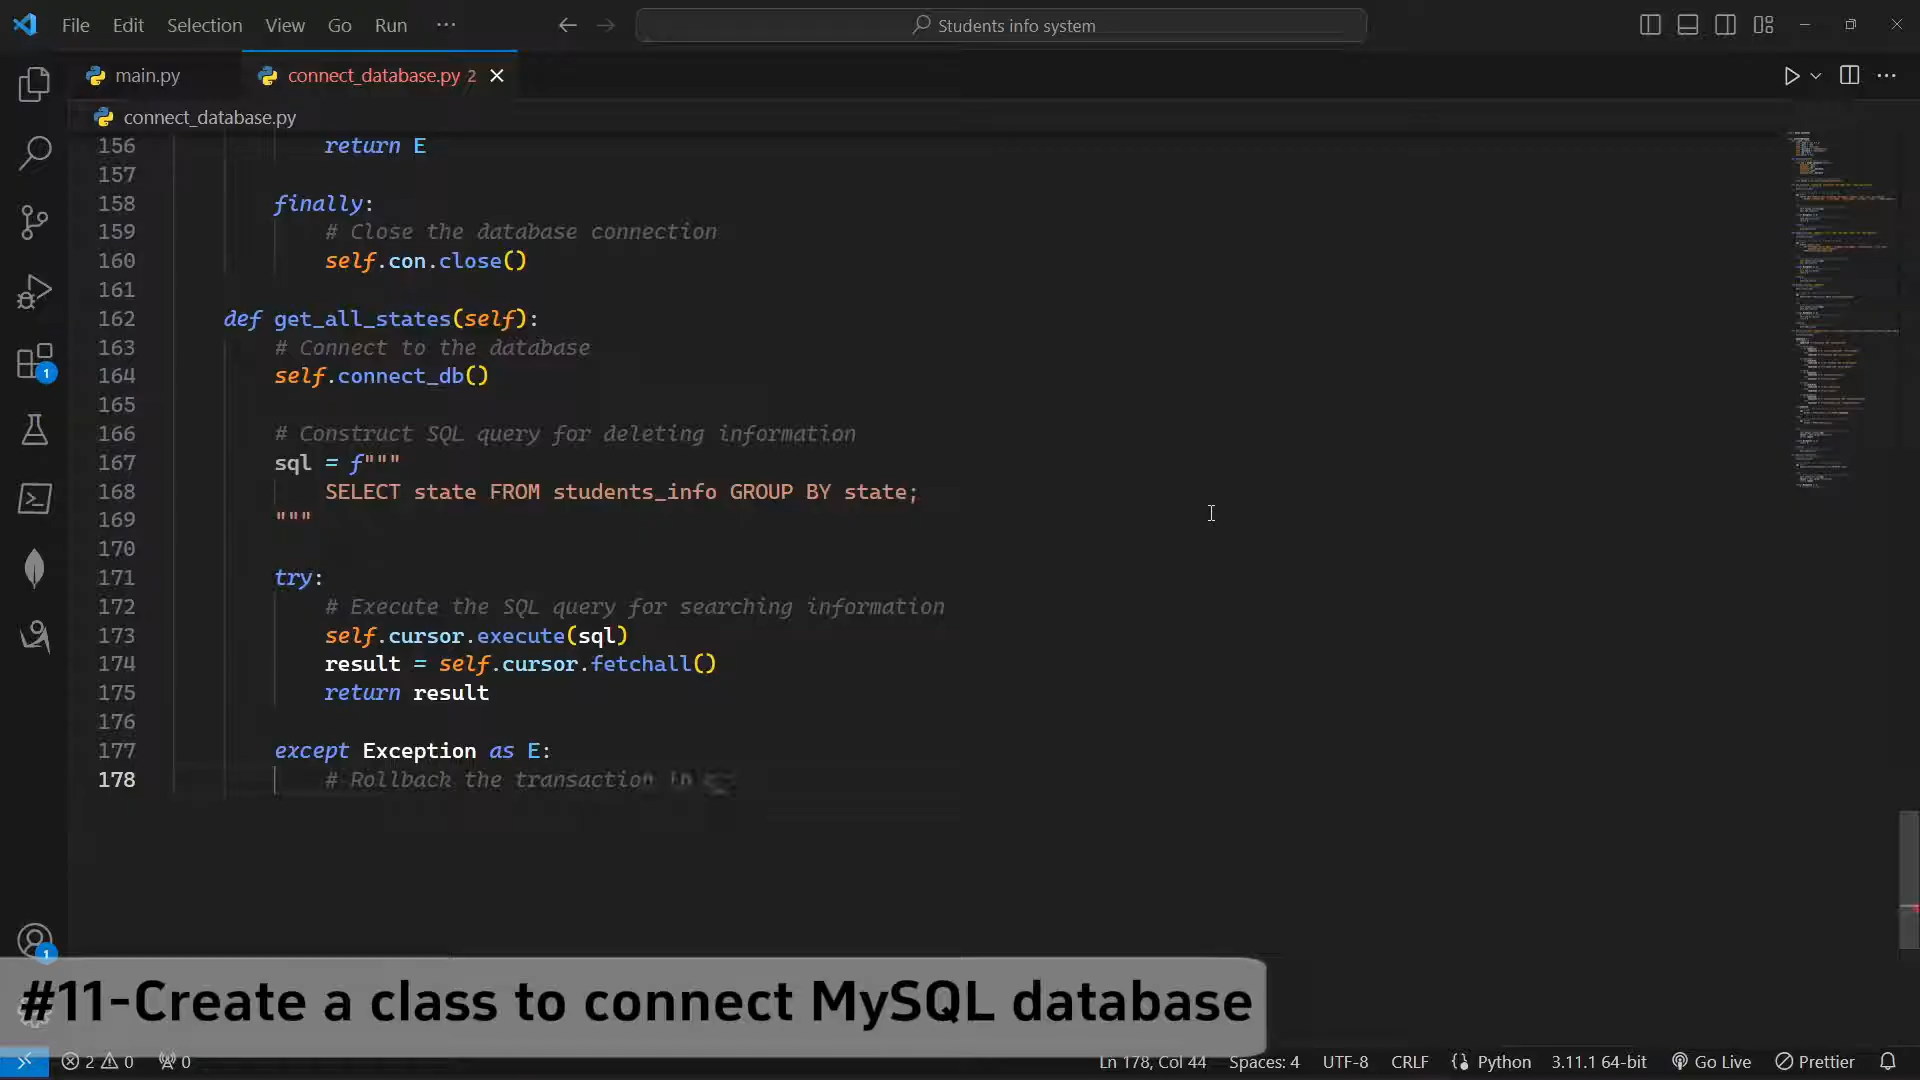 File Edit Selection View Go Run ··· Students info system
main.py connect_database.py 2
connect_database.py
156 return E
157
158 finally:
159 # Close the database connection
160 self.con.close()
161
162 def get_all_states(self):
163 # Connect to the database
164 self.connect_db()
165
166 # Construct SQL query for deleting information
167 sql = f"""
168 SELECT state FROM students_info GROUP BY state;
169 """
170
171 try:
172 # Execute the SQL query for searching information
173 self.cursor.execute(sql)
174 result = self.cursor.fetchall()
175 return result
176
177 except Exception as E:
178 # Rollback the transaction in
1
1
#11-Create a class to connect MySQL database
2 0 0 Ln 178, Col 44 Spaces: 4 UTF-8 CRLF Python 3.11.1 64-bit Go Live Prettier